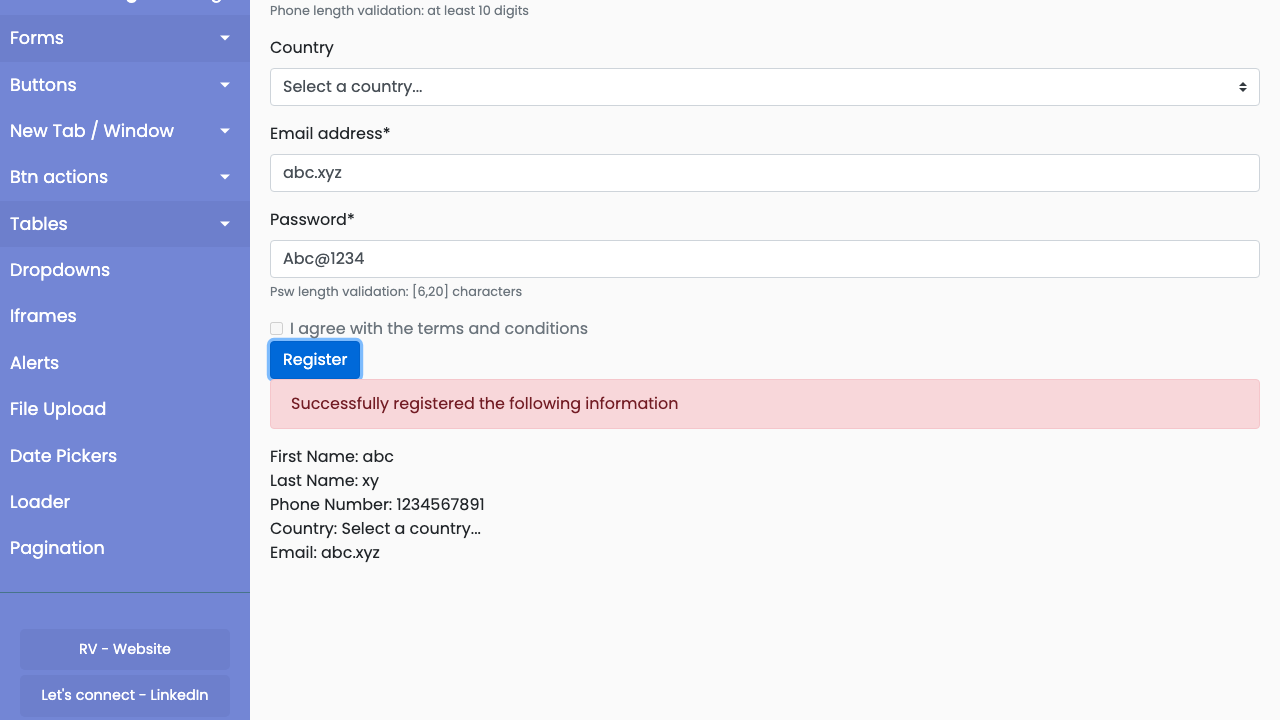 Forms
Buttons
New Tab / Window
Btn actions
Tables
Dropdowns
Iframes
Alerts
File Upload
Date Pickers
Loader
Pagination
RV - Website
Let's connect - LinkedIn
Phone length validation: at least 10 digits
Country
Select a country...
Email address*
abc.xyz
Password*
Abc@1234
Psw length validation: [6,20] characters
I agree with the terms and conditions
Register
Successfully registered the following information
First Name: abc
Last Name: xy
Phone Number: 1234567891
Country: Select a country...
Email: abc.xyz